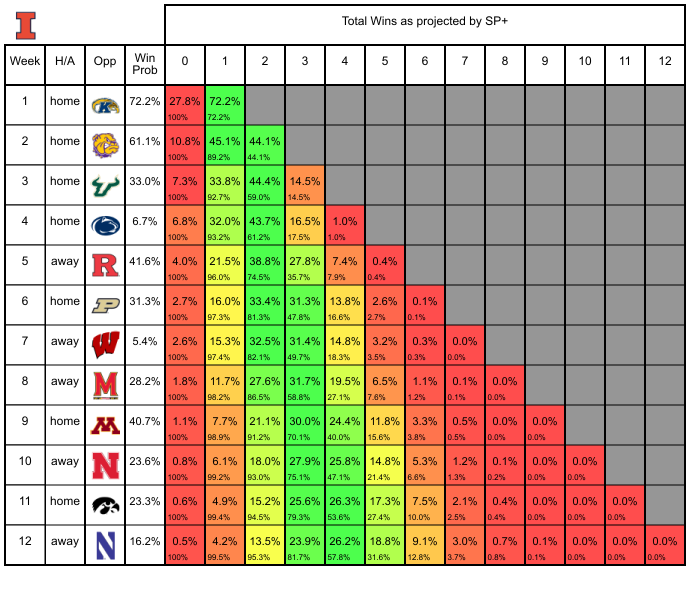 I
Total Wins as projected by SP+
Week H/A Opp Win Prob 0 1 2 3 4 5 6 7 8 9 10 11 12
1 home K 72.2% 27.8% 72.2%
100% 72.2%
2 home 61.1% 10.8% 45.1% 44.1%
100% 89.2% 44.1%
3 home 33.0% 7.3% 33.8% 44.4% 14.5%
100% 92.7% 59.0% 14.5%
4 home 6.7% 6.8% 32.0% 43.7% 16.5% 1.0%
100% 93.2% 61.2% 17.5% 1.0%
5 away R 41.6% 4.0% 21.5% 38.8% 27.8% 7.4% 0.4%
100% 96.0% 74.5% 35.7% 7.9% 0.4%
6 home P 31.3% 2.7% 16.0% 33.4% 31.3% 13.8% 2.6% 0.1%
100% 97.3% 81.3% 47.8% 16.6% 2.7% 0.1%
7 away W 5.4% 2.6% 15.3% 32.5% 31.4% 14.8% 3.2% 0.3% 0.0%
100% 97.4% 82.1% 49.7% 18.3% 3.5% 0.3% 0.0%
8 away M 28.2% 1.8% 11.7% 27.6% 31.7% 19.5% 6.5% 1.1% 0.1% 0.0%
100% 98.2% 86.5% 58.8% 27.1% 7.6% 1.2% 0.1% 0.0%
9 home M 40.7% 1.1% 7.7% 21.1% 30.0% 24.4% 11.8% 3.3% 0.5% 0.0% 0.0%
100% 98.9% 91.2% 70.1% 40.0% 15.6% 3.8% 0.5% 0.0% 0.0%
10 away N 23.6% 0.8% 6.1% 18.0% 27.9% 25.8% 14.8% 5.3% 1.2% 0.1% 0.0% 0.0%
100% 99.2% 93.0% 75.1% 47.1% 21.4% 6.6% 1.3% 0.2% 0.0% 0.0%
11 home 23.3% 0.6% 4.9% 15.2% 25.6% 26.3% 17.3% 7.5% 2.1% 0.4% 0.0% 0.0% 0.0%
100% 99.4% 94.5% 79.3% 53.6% 27.4% 10.0% 2.5% 0.4% 0.0% 0.0% 0.0%
12 away N 16.2% 0.5% 4.2% 13.5% 23.9% 26.2% 18.8% 9.1% 3.0% 0.7% 0.1% 0.0% 0.0% 0.0%
100% 99.5% 95.3% 81.7% 57.8% 31.6% 12.8% 3.7% 0.8% 0.1% 0.0% 0.0% 0.0%